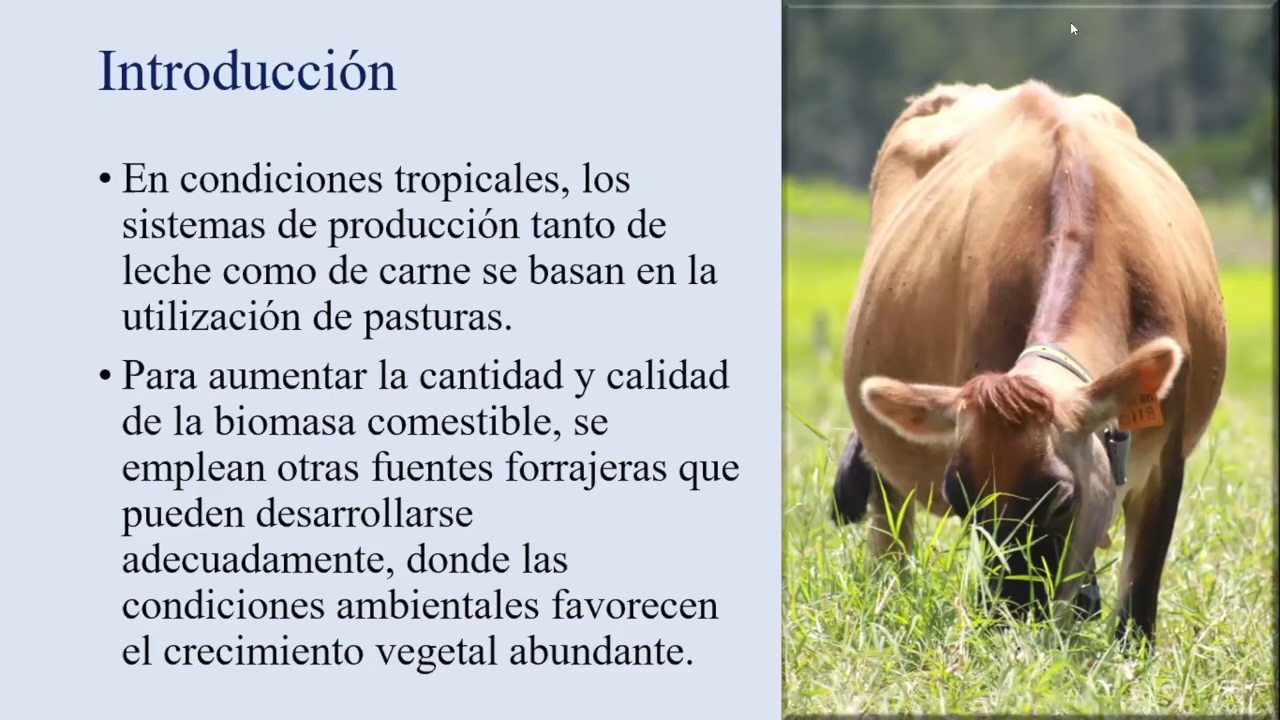 Introducción
• En condiciones tropicales, los
sistemas de producción tanto de
leche como de carne se basan en la
utilización de pasturas.
• Para aumentar la cantidad y calidad
de la biomasa comestible, se
emplean otras fuentes forrajeras que
pueden desarrollarse
adecuadamente, donde las
condiciones ambientales favorecen
el crecimiento vegetal abundante.